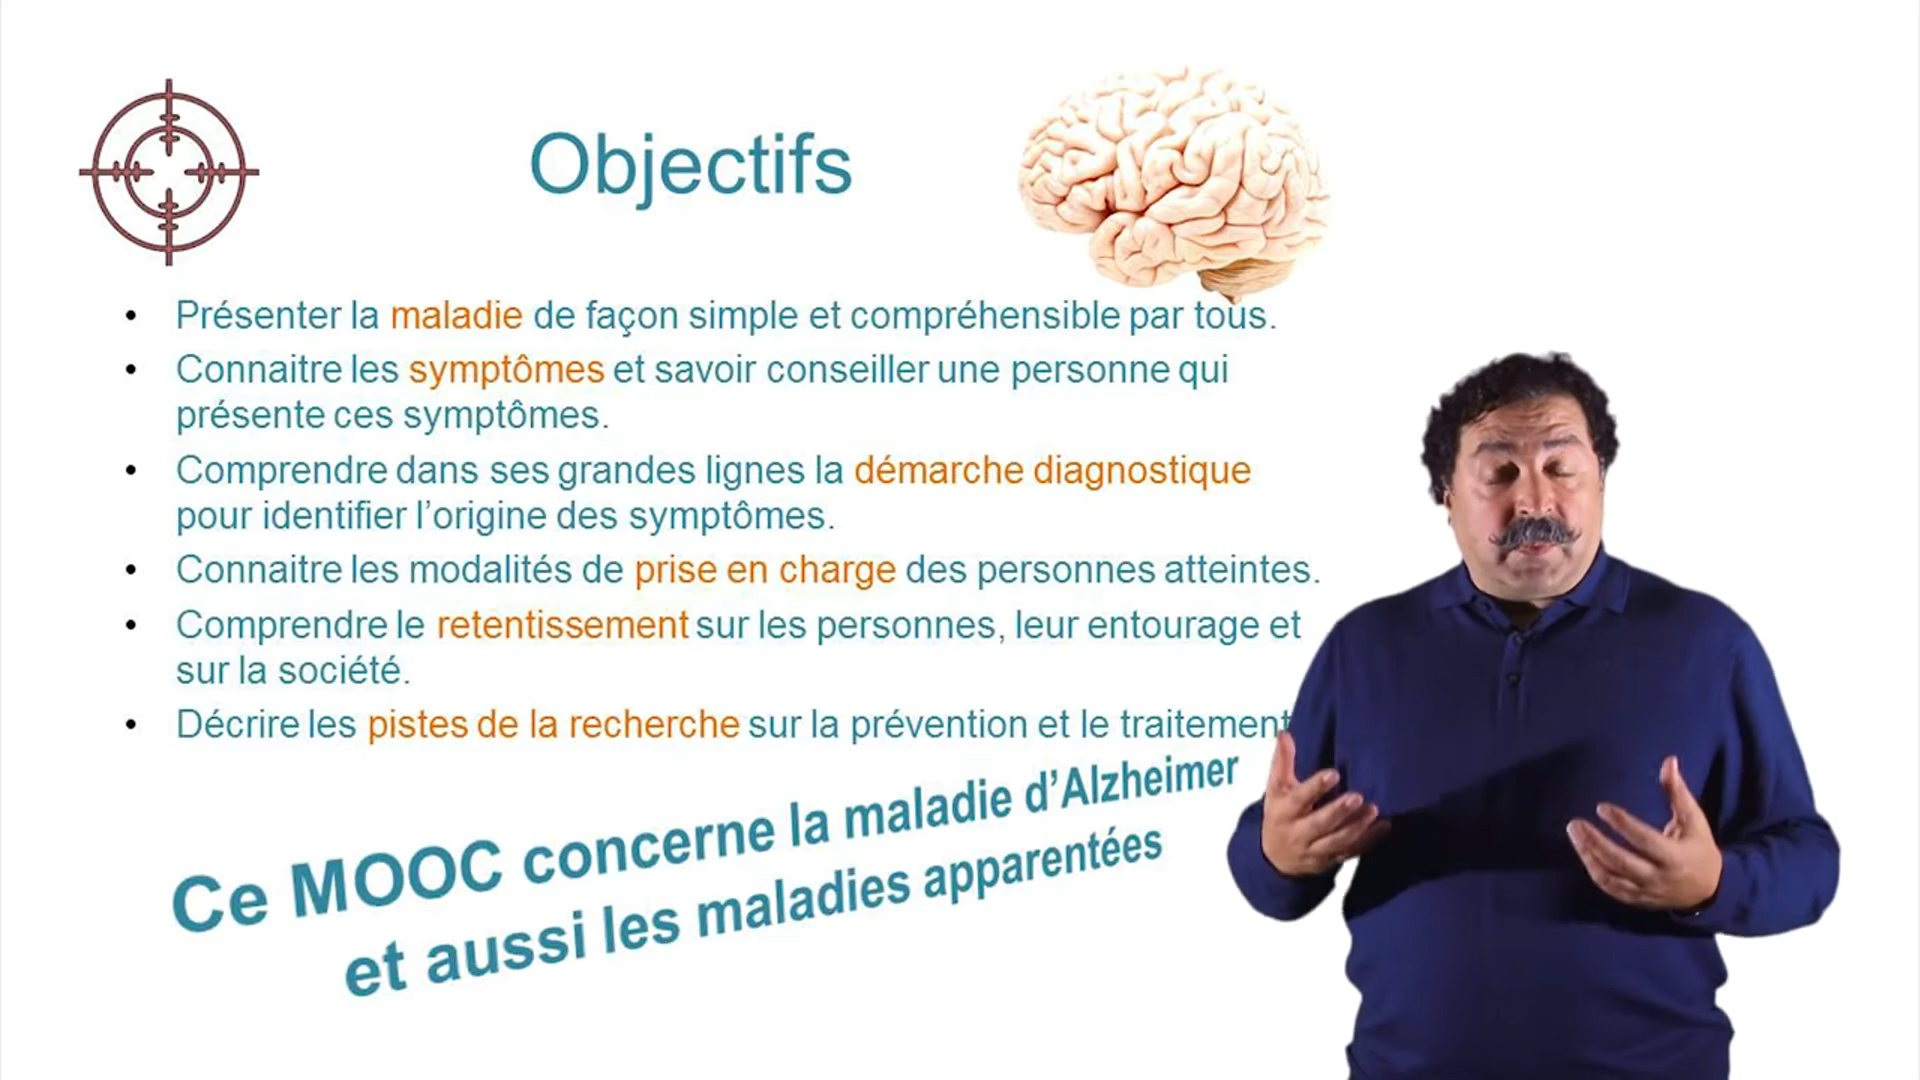 Objectifs
• Présenter la maladie de façon simple et compréhensible par tous.
• Connaitre les symptômes et savoir conseiller une personne qui
présente ces symptômes.
• Comprendre dans ses grandes lignes la démarche diagnostique
pour identifier l’origine des symptômes.
• Connaitre les modalités de prise en charge des personnes atteintes.
• Comprendre le retentissement sur les personnes, leur entourage et
sur la société.
• Décrire les pistes de la recherche sur la prévention et le traitement
Ce MOOC concerne la maladie d’Alzheimer
et aussi les maladies apparentées